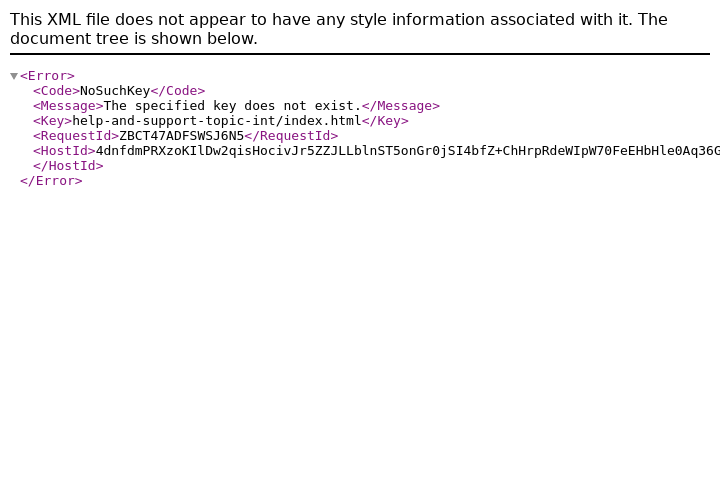 This XML file does not appear to have any style information associated with it. The
document tree is shown below.
<Error>
<Code>NoSuchKey</Code>
<Message>The specified key does not exist.</Message>
<Key>help-and-support-topic-int/index.html</Key>
<RequestId>ZBCT47ADFSWSJ6N5</RequestId>
<HostId>4dnfdmPRXzoKIlDw2qisHocivJr5ZZJLLblnST5onGr0jSI4bfZ+ChHrpRdeWIpW70FeEHbHle0Aq36G
</HostId>
</Error>